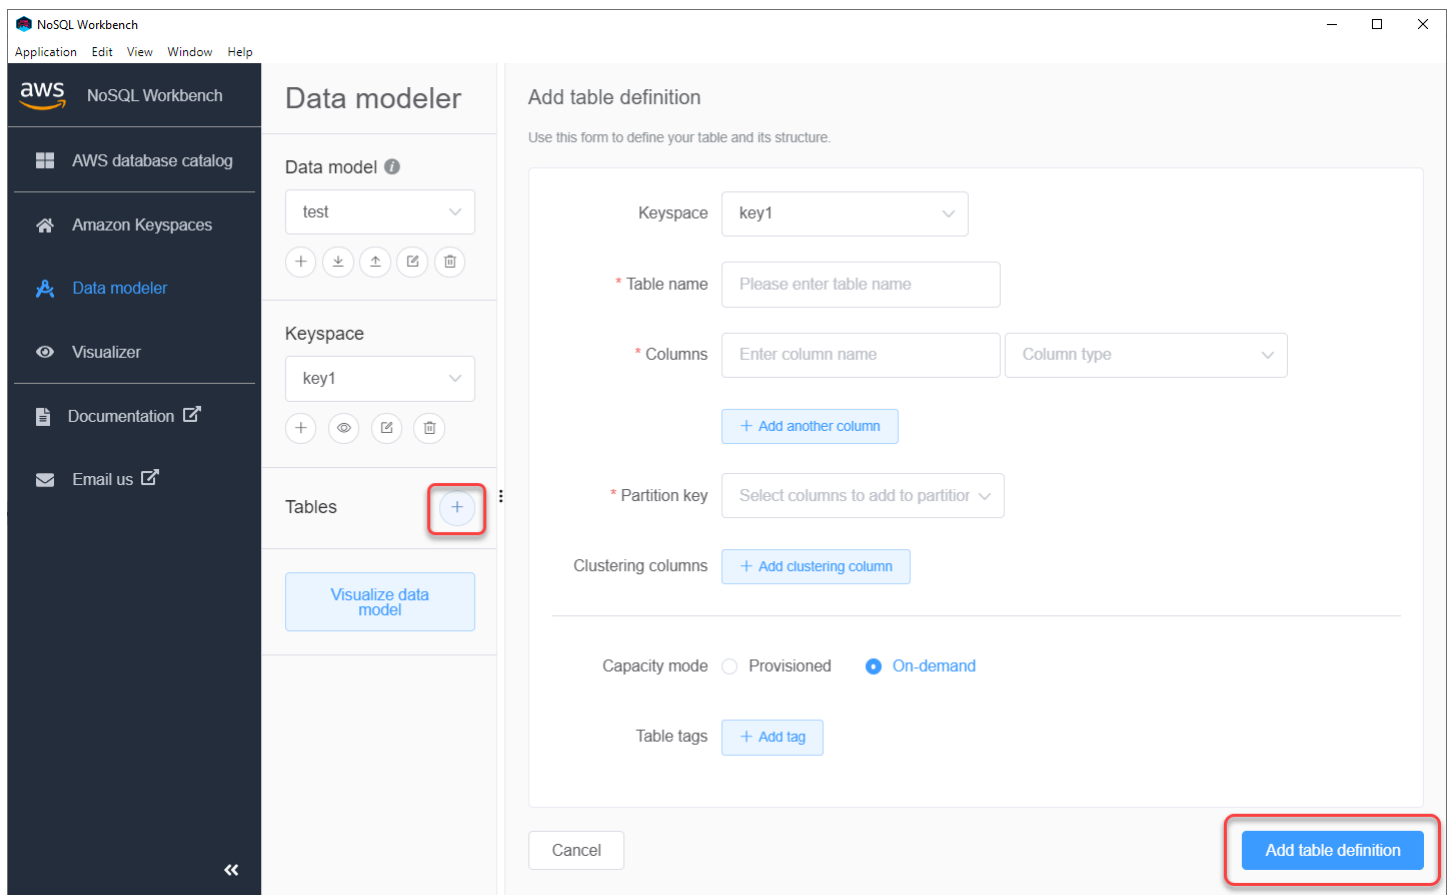 NoSQL Workbench
Application Edit View Window Help
aws NoSQL Workbench
AWS database catalog
Amazon Keyspaces
Data modeler
Visualizer
Documentation
Email us
Data modeler
Data model
test
Keyspace
key1
Tables
Visualize data
model
Add table definition
Use this form to define your table and its structure.
Keyspace key1
* Table name Please enter table name
* Columns Enter column name Column type
+ Add another column
* Partition key Select columns to add to partition
Clustering columns + Add clustering column
Capacity mode Provisioned On-demand
Table tags + Add tag
Cancel Add table definition